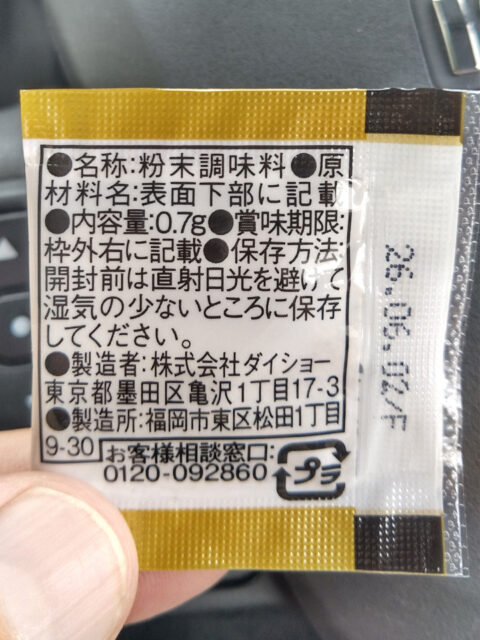 ●名称:粉末調味料●原
材料名:表面下部に記載
●内容量:0.7g●賞味期限:
枠外右に記載●保存方法:
開封前は直射日光を避けて
湿気の少ないところに保存
してください。
●製造者:株式会社ダイショー
東京都墨田区亀沢1丁目17-3
●製造所:福岡市東区松田1丁目
9-30
お客様相談窓口:
0120-092860
プラ
26.06.02/F